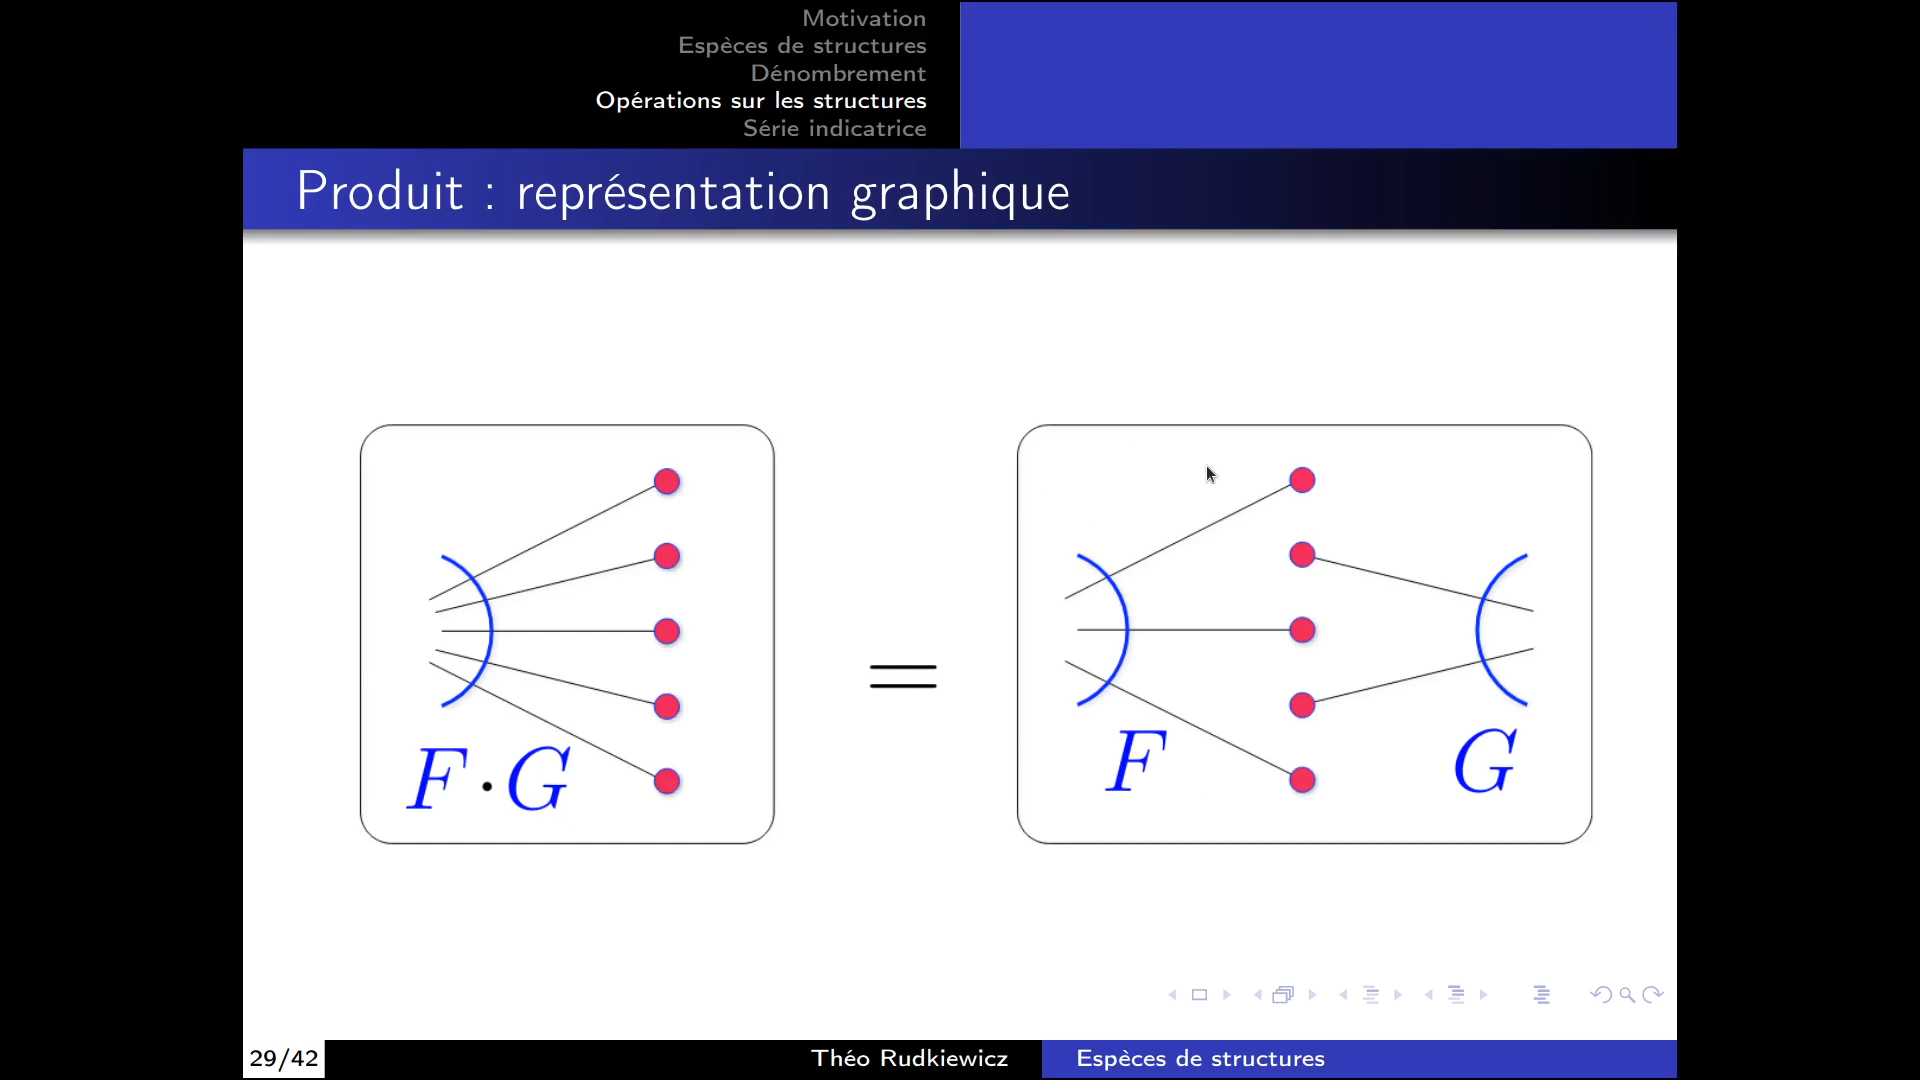 Motivation
Espèces de structures
Dénombrement
Opérations sur les structures
Série indicatrice
Produit : représentation graphique
F · G
=
F
G
29/42
Théo Rudkiewicz
Espèces de structures